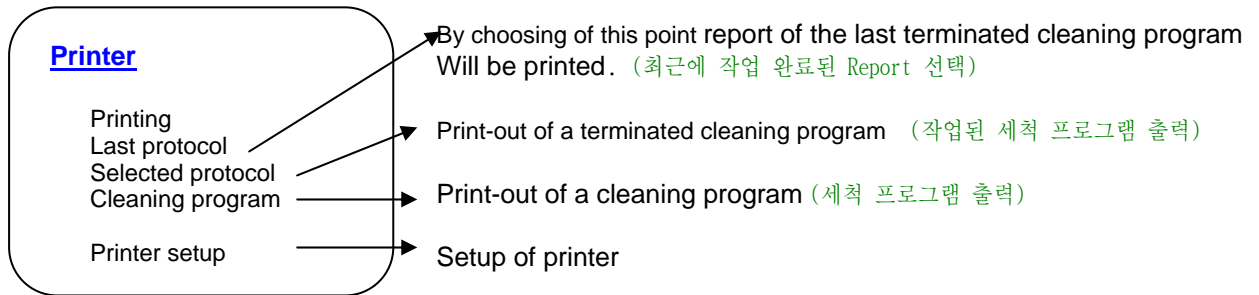 Printer
Printing
Last protocol
Selected protocol
Cleaning program
Printer setup
By choosing of this point report of the last terminated cleaning program
Will be printed. (최근에 작업 완료된 Report 선택)
Print-out of a terminated cleaning program (작업된 세척 프로그램 출력)
Print-out of a cleaning program (세척 프로그램 출력)
Setup of printer